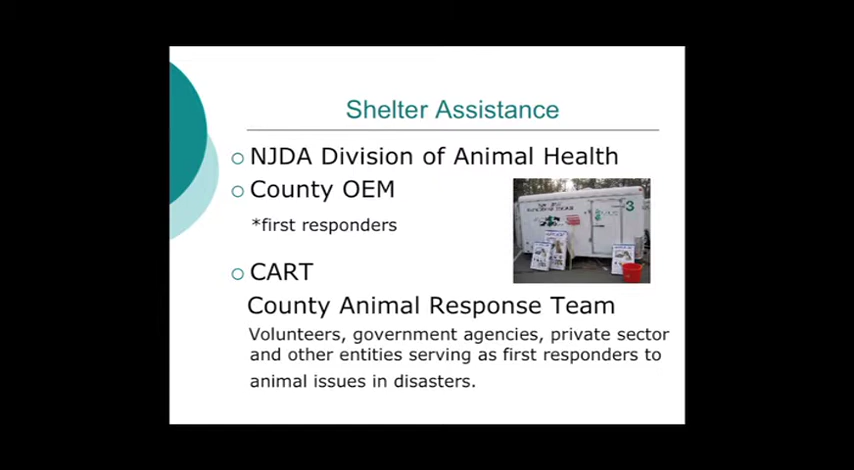 Shelter Assistance
NJDA Division of Animal Health
County OEM
*first responders
3
CART
County Animal Response Team
Volunteers, government agencies, private sector
and other entities serving as first responders to
animal issues in disasters.